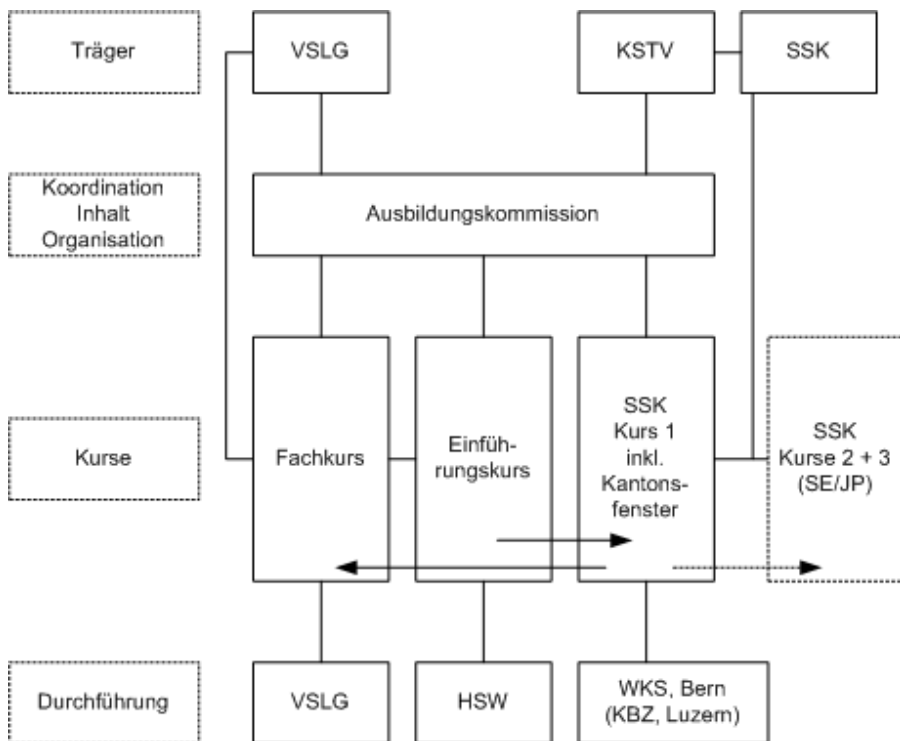 Träger
VSLG
KSTV
SSK
Koordination
Inhalt
Organisation
Ausbildungskommission
Kurse
Fachkurs
Einfüh-
rungskurs
SSK
Kurs 1
inkl.
Kantons-
fenster
SSK
Kurse 2 + 3
(SE/JP)
Durchführung
VSLG
HSW
WKS, Bern
(KBZ, Luzern)